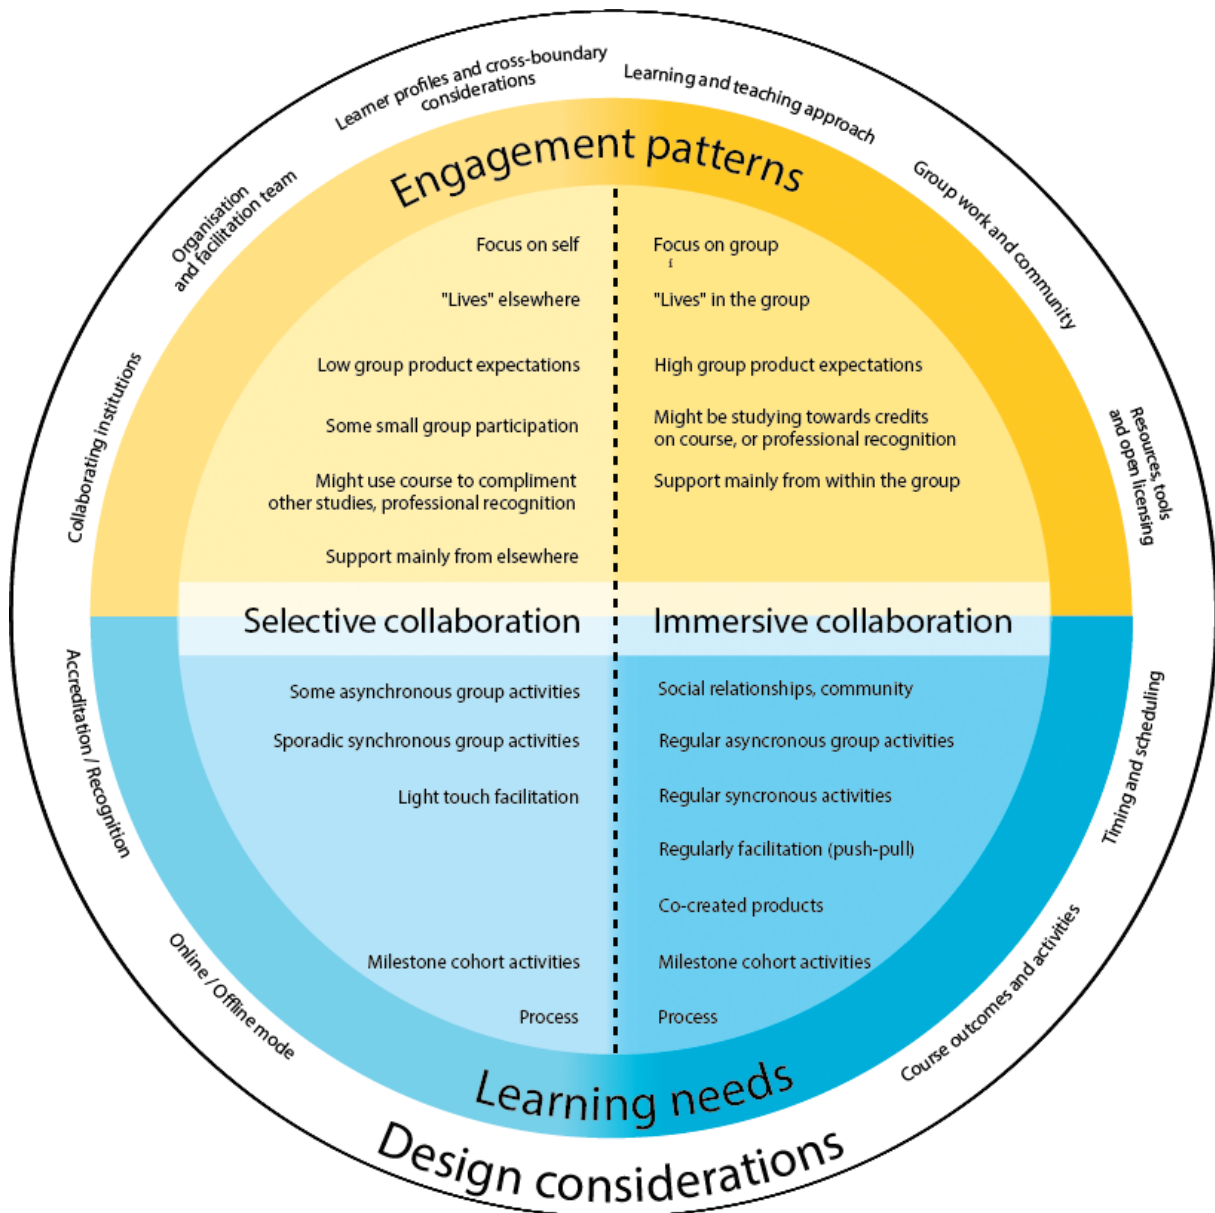 Learner profiles and cross-boundary
considerations
Learning and teaching approach
Organisation
and facilitation team
Group work and community
Collaborating institutions
Resources, tools
and open licensing
Engagement patterns
Focus on self
Focus on group
f
"Lives" elsewhere
"Lives" in the group
Low group product expectations
High group product expectations
Some small group participation
Might be studying towards credits
on course, or professional recognition
Might use course to compliment
other studies, professional recognition
Support mainly from within the group
Support mainly from elsewhere
Selective collaboration
Immersive collaboration
Some asynchronous group activities
Social relationships, community
Sporadic synchronous group activities
Regular asyncronous group activities
Light touch facilitation
Regular syncronous activities
Regularly facilitation (push-pull)
Co-created products
Milestone cohort activities
Milestone cohort activities
Process
Process
Accreditation / Recognition
Timing and scheduling
Online / Offline mode
Course outcomes and activities
Learning needs
Design considerations